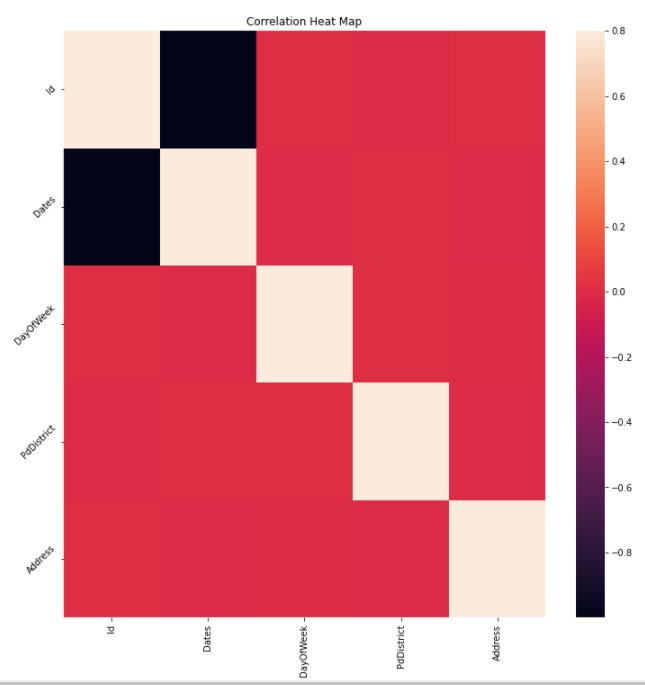 Correlation Heat Map
Id
Dates
DayOfWeek
PdDistrict
Address
Id
Dates
DayOfWeek
PdDistrict
Address
0.8
0.6
0.4
0.2
0.0
−0.2
−0.4
−0.6
−0.8